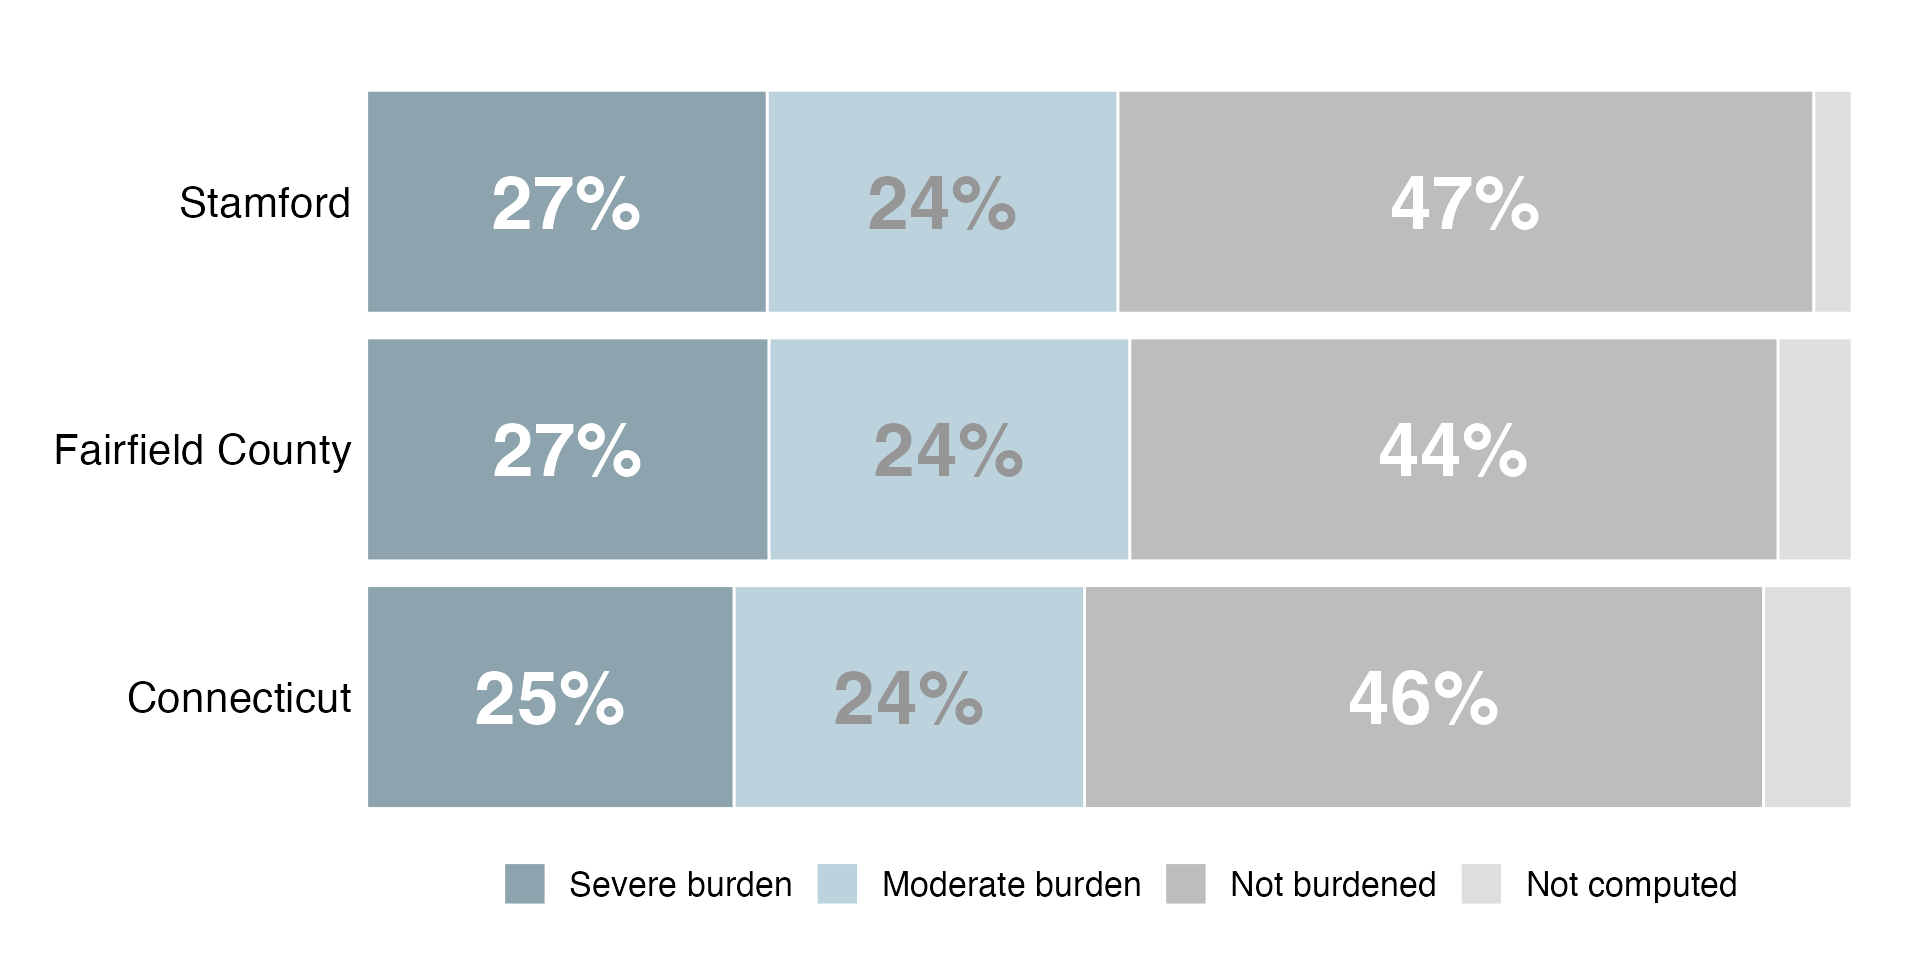 Stamford 27% 24% 47%
Fairfield County 27% 24% 44%
Connecticut 25% 24% 46%
Severe burden Moderate burden Not burdened Not computed